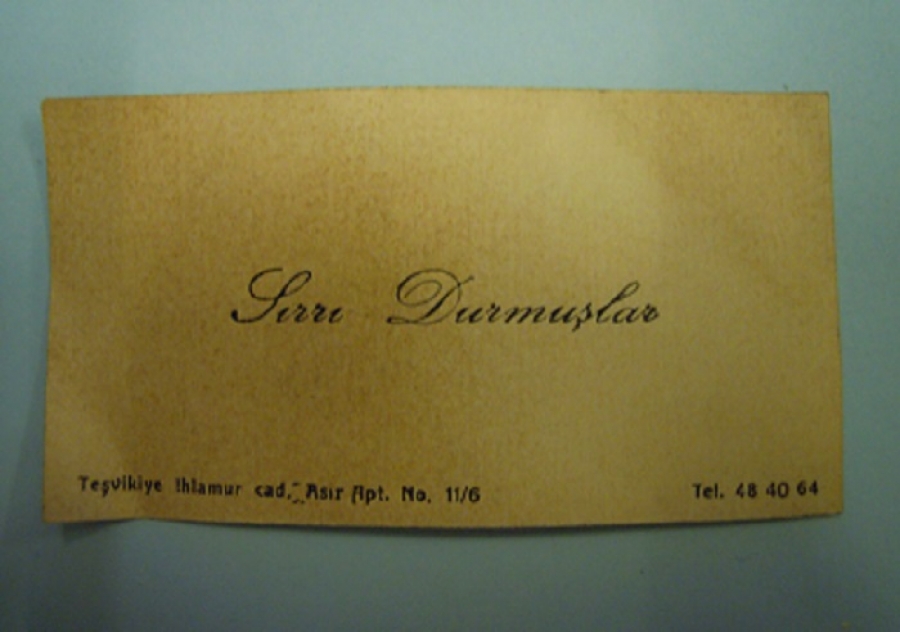 Sırrı Durmuşlar
Teşvikiye Ihlamur cad. Asır Apt. No. 11/6 Tel. 48 40 64